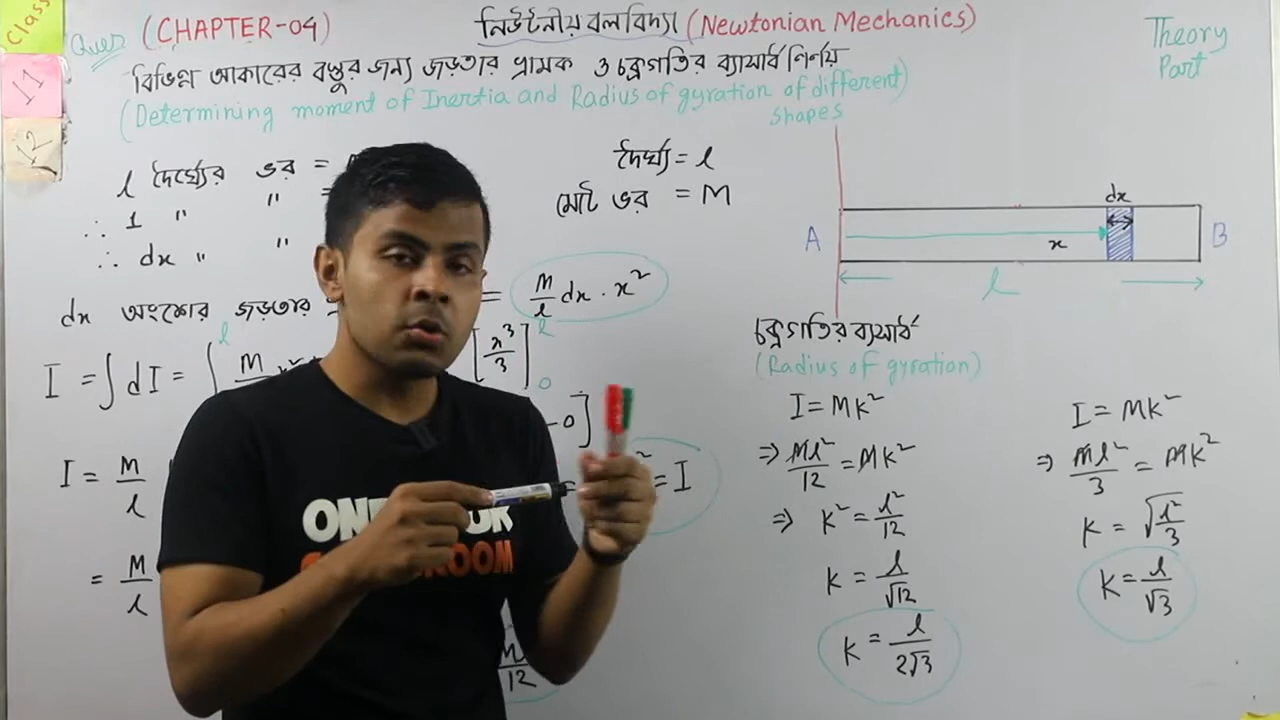 Class
11
12
Ques (CHAPTER-04) নিউটনীয় বলবিদ্যা (Newtonian Mechanics)
Theory
Part
বিভিন্ন আকারের বস্তুর জন্য জড়তার ভ্রামক ও চক্রগতির ব্যাসার্ধ নির্ণয়
(Determining moment of Inertia and Radius of gyration of different)
shapes
l দৈর্ঘ্যের ভর =
∴ 1 " " =
∴ dx " "
দৈর্ঘ্য = l
মোট ভর = M
dx
A x B
l
dx অংশের জড়তার = M/l dx · x²
I = ∫ dI = ∫ M [x³/3] l 0
-0]
I = M/l = I
= M/l
M/12
চক্রগতির ব্যাসার্ধ
(Radius of gyration)
I = MK²
⇒ Ml²/12 = MK²
⇒ K² = l²/12
K = l/√12
K = l/2√3
I = MK²
⇒ Ml²/3 = MK²
K = √l²/3
K = l/√3